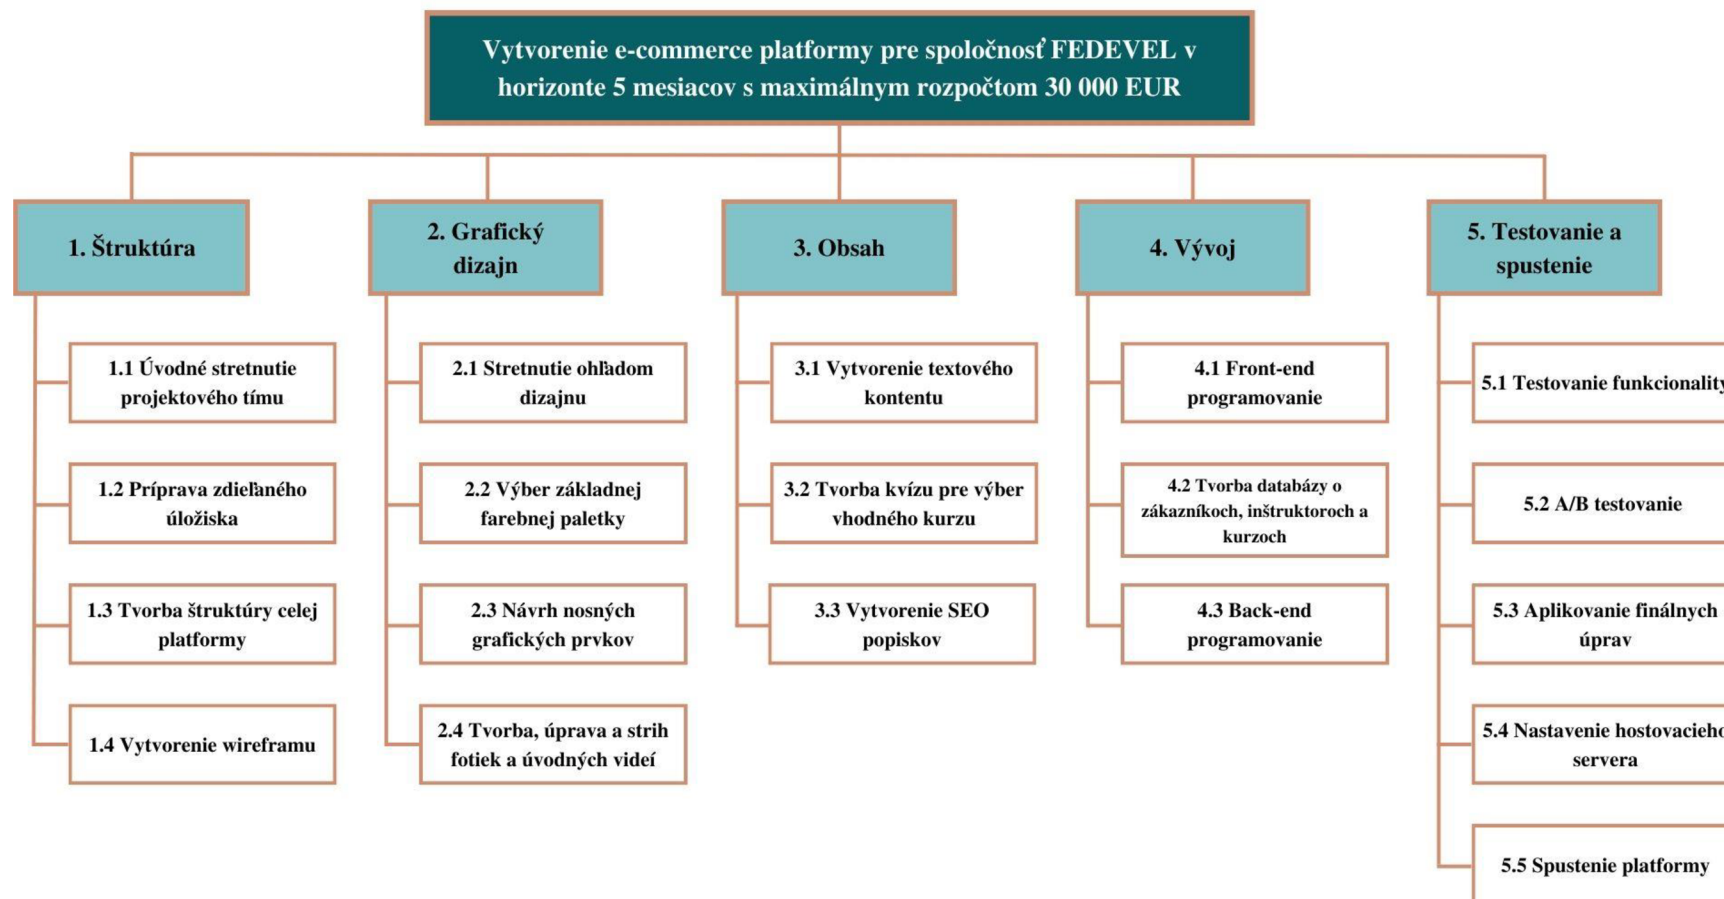 Vytvorenie e-commerce platformy pre spoločnosť FEDEVEL v
horizonte 5 mesiacov s maximálnym rozpočtom 30 000 EUR
1. Štruktúra
1.1 Úvodné stretnutie
projektového tímu
1.2 Príprava zdieľaného
úložiska
1.3 Tvorba štruktúry celej
platformy
1.4 Vytvorenie wireframu
2. Grafický
dizajn
2.1 Stretnutie ohľadom
dizajnu
2.2 Výber základnej
farebnej paletky
2.3 Návrh nosných
grafických prvkov
2.4 Tvorba, úprava a strih
fotiek a úvodných videí
3. Obsah
3.1 Vytvorenie textového
kontentu
3.2 Tvorba kvízu pre výber
vhodného kurzu
3.3 Vytvorenie SEO
popiskov
4. Vývoj
4.1 Front-end
programovanie
4.2 Tvorba databázy o
zákazníkoch, inštruktoroch a
kurzoch
4.3 Back-end
programovanie
5. Testovanie a
spustenie
5.1 Testovanie funkcionality
5.2 A/B testovanie
5.3 Aplikovanie finálnych
úprav
5.4 Nastavenie hostovacieho
servera
5.5 Spustenie platformy